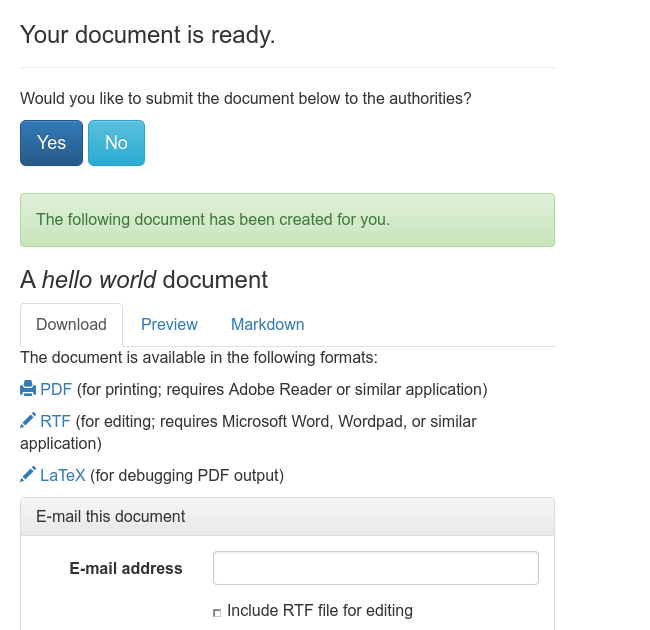 Your document is ready.
Would you like to submit the document below to the authorities?
Yes No
The following document has been created for you.
A hello world document
Download Preview Markdown
The document is available in the following formats:
PDF (for printing; requires Adobe Reader or similar application)
RTF (for editing; requires Microsoft Word, Wordpad, or similar
application)
LaTeX (for debugging PDF output)
E-mail this document
E-mail address
Include RTF file for editing